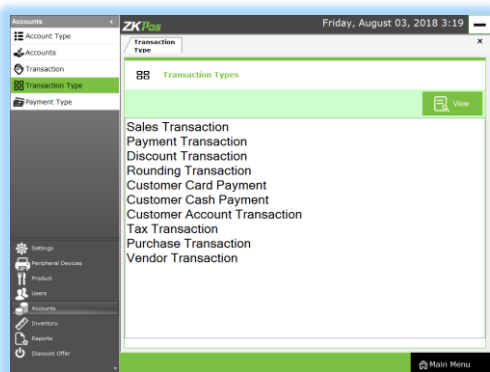 Accounts
Account Type
Accounts
Transaction
Transaction Type
Payment Type
Settings
Peripheral Devices
Product
Users
Accounts
Inventory
Reports
Discount Offer
ZKPos
Friday, August 03, 2018 3:19
Transaction
Type
x
Transaction Types
View
Sales Transaction
Payment Transaction
Discount Transaction
Rounding Transaction
Customer Card Payment
Customer Cash Payment
Customer Account Transaction
Tax Transaction
Purchase Transaction
Vendor Transaction
Main Menu